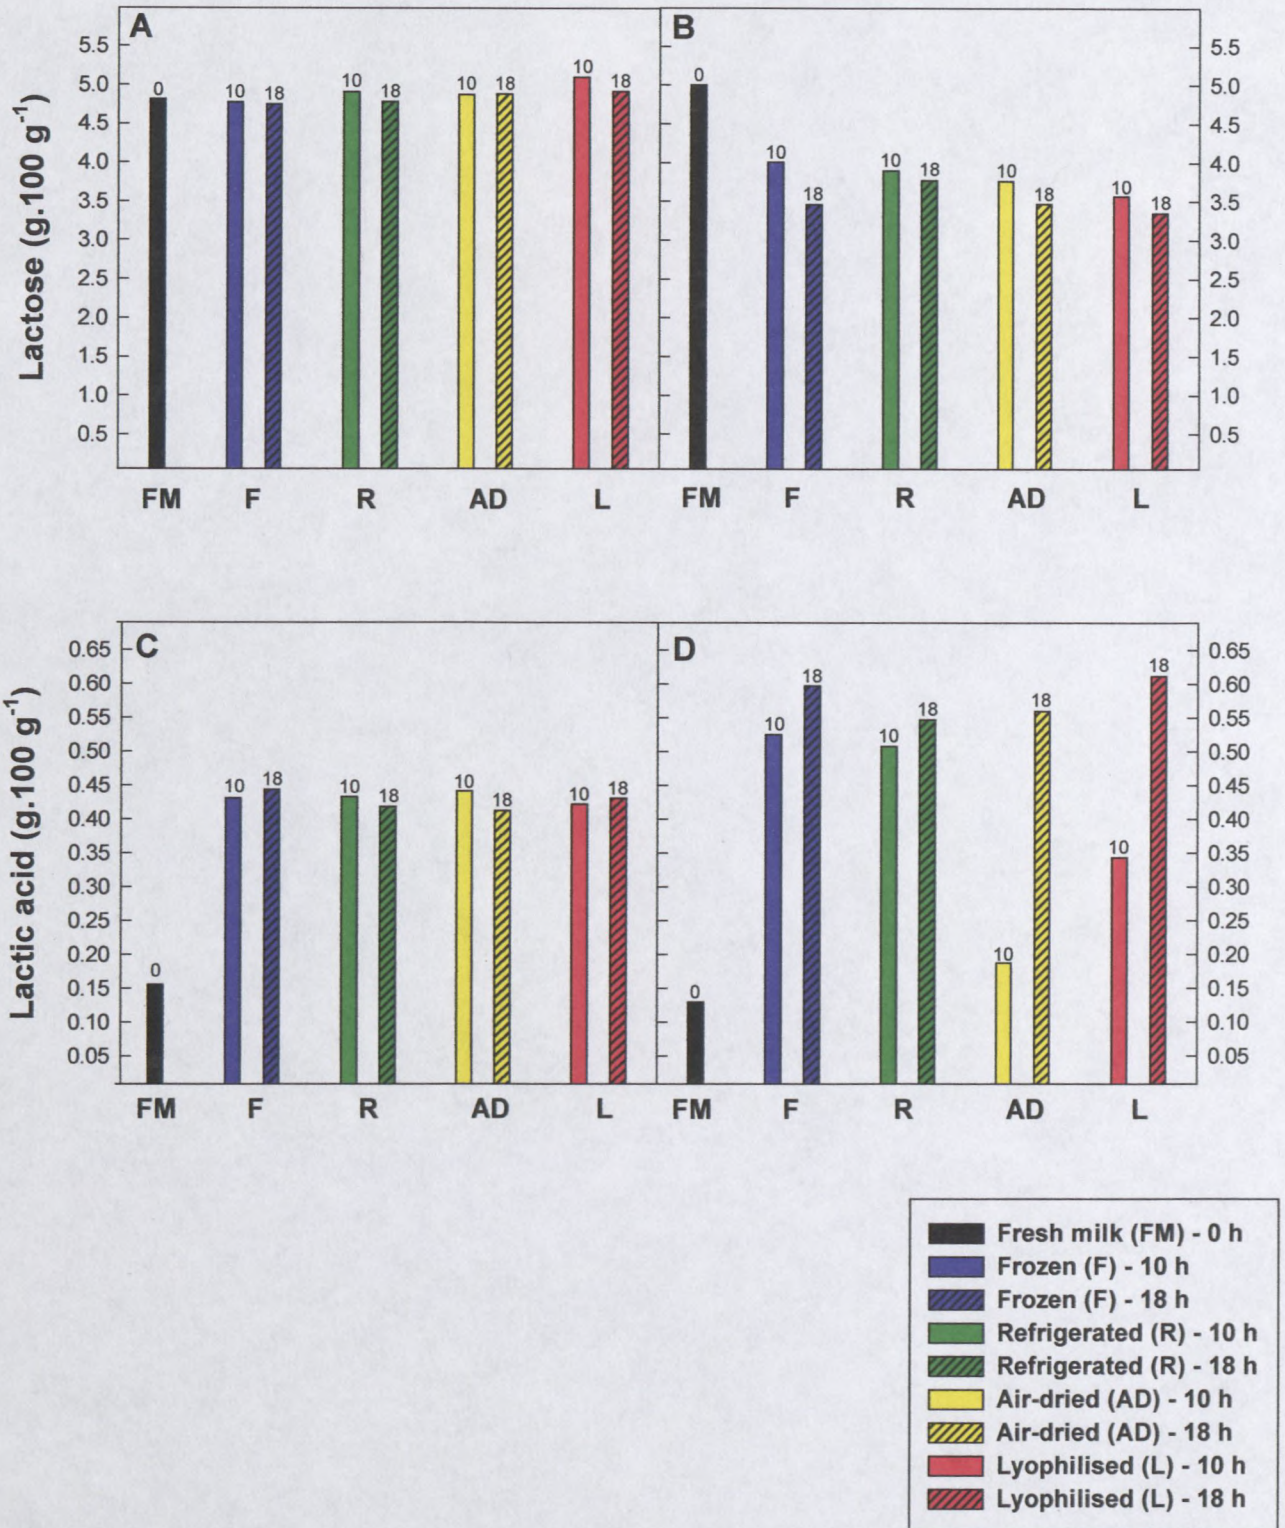 A B
5.5 5.5
5.0 5.0
4.5 4.5
4.0 4.0
3.5 3.5
3.0 3.0
2.5 2.5
2.0 2.0
1.5 1.5
1.0 1.0
0.5 0.5
Lactose (g.100 g⁻¹)
0 10 18 10 18 10 18 10 18
0 10 18 10 18 10 18 10 18
FM F R AD L FM F R AD L
C D
0.65 0.65
0.60 0.60
0.55 0.55
0.50 0.50
0.45 0.45
0.40 0.40
0.35 0.35
0.30 0.30
0.25 0.25
0.20 0.20
0.15 0.15
0.10 0.10
0.05 0.05
Lactic acid (g.100 g⁻¹)
0 10 18 10 18 10 18 10 18
0 10 18 10 18 10 18 10 18
FM F R AD L FM F R AD L
Fresh milk (FM) - 0 h
Frozen (F) - 10 h
Frozen (F) - 18 h
Refrigerated (R) - 10 h
Refrigerated (R) - 18 h
Air-dried (AD) - 10 h
Air-dried (AD) - 18 h
Lyophilised (L) - 10 h
Lyophilised (L) - 18 h